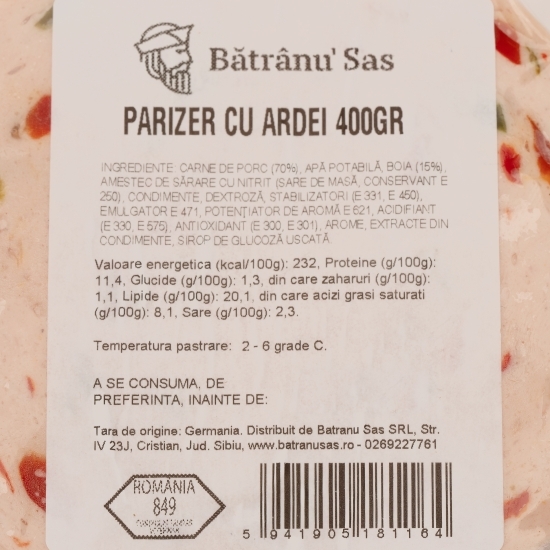 Bătrânu' Sas
PARIZER CU ARDEI 400GR
INGREDIENTE: CARNE DE PORC (70%), APĂ POTABILĂ, BOIA (15%),
AMESTEC DE SĂRARE CU NITRIT (SARE DE MASĂ, CONSERVANT E
250), CONDIMENTE, DEXTROZĂ, STABILIZATORI (E 331, E 450),
EMULGATOR E 471, POTENȚIATOR DE AROMĂ E 621, ACIDIFIANT
(E 330, E 575), ANTIOXIDANT (E 300, E 301), AROME, EXTRACTE DIN
CONDIMENTE, SIROP DE GLUCOZĂ USCATĂ.
Valoare energetica (kcal/100g): 232, Proteine (g/100g):
11,4, Glucide (g/100g): 1,3, din care zaharuri (g/100g):
1,1, Lipide (g/100g): 20,1, din care acizi grasi saturati
(g/100g): 8,1, Sare (g/100g): 2,3.
Temperatura pastrare: 2 - 6 grade C.
A SE CONSUMA, DE
PREFERINTA, INAINTE DE:
Tara de origine: Germania. Distribuit de Batranu Sas SRL, Str.
IV 23J, Cristian, Jud. Sibiu, www.batranusas.ro - 0269227761
ROMÂNIA
849
5 941905 181164